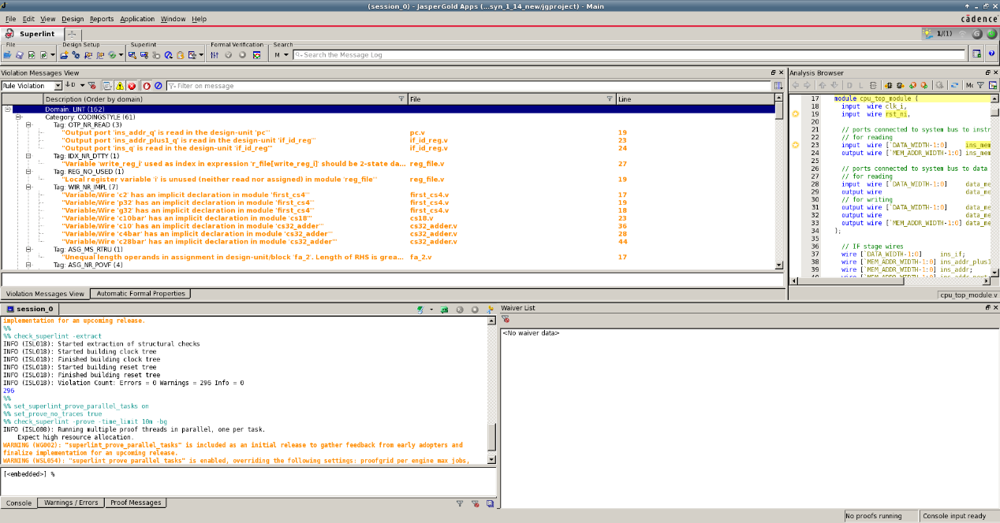 (session_0) - JasperGold Apps (...syn_1_14_new/jgproject) - Main
File Edit View Design Reports Application Window Help
cādence
Superlint
1/(1)
File Design Setup Superlint Formal Verification Search
M Search the Message Log
Violation Messages View
Rule Violation
D
Filter on message
Description (Order by domain) File Line
Domain: LINT (162)
Category: CODINGSTYLE (61)
Tag: OTP_NR_READ (3)
"Output port 'ins_addr_q' is read in the design-unit 'pc'" pc.v 19
"Output port 'ins_addr_plus1_q' is read in the design-unit 'if_id_reg'" if_id_reg.v 23
"Output port 'ins_q' is read in the design-unit 'if_id_reg'" if_id_reg.v 24
Tag: IDX_NR_DTTY (1)
"Variable 'write_reg_i' used as index in expression 'r_file[write_reg_i]' should be 2-state da... reg_file.v 27
Tag: REG_NO_USED (1)
"Local register variable 'i' is unused (neither read nor assigned) in module 'reg_file'" reg_file.v 19
Tag: WIR_NR_IMPL (7)
"Variable/Wire 'c2' has an implicit declaration in module 'first_cs4'" first_cs4.v 17
"Variable/Wire 'p32' has an implicit declaration in module 'first_cs4'" first_cs4.v 19
"Variable/Wire 'g32' has an implicit declaration in module 'first_cs4'" first_cs4.v 18
"Variable/Wire 'c10bar' has an implicit declaration in module 'cs18'" cs18.v 23
"Variable/Wire 'c10' has an implicit declaration in module 'cs32_adder'" cs32_adder.v 36
"Variable/Wire 'c4bar' has an implicit declaration in module 'cs32_adder'" cs32_adder.v 28
"Variable/Wire 'c28bar' has an implicit declaration in module 'cs32_adder'" cs32_adder.v 44
Tag: ASG_MS_RTRU (1)
"Unequal length operands in assignment in design-unit/block 'fa_2'. Length of RHS is grea... fa_2.v 17
Tag: ASG_NR_POVF (4)
Violation Messages View Automatic Formal Properties
Analysis Browser
17 module cpu_top_module (
18 input wire clk_i,
19 input wire rst_ni,
20
21 // ports connected to system bus to instr
22 // for reading
23 input wire [`DATA_WIDTH-1:0] ins_mem
24 output wire [`MEM_ADDR_WIDTH-1:0] ins_mem
25
26 // ports connected to system bus to data
27 // for reading
28 input wire [`DATA_WIDTH-1:0] data_me
29 output wire data_me
30 // for writing
31 output wire [`DATA_WIDTH-1:0] data_me
32 output wire data_me
33 output wire [`DATA_WIDTH-1:0] data_me
34 );
35
36 // IF stage wires
37 wire [`DATA_WIDTH-1:0] ins_if;
38 wire [`MEM_ADDR_WIDTH-1:0] ins_addr_plus1
39 wire [`MEM_ADDR_WIDTH-1:0] ins_addr;
cpu_top_module.v
session_0
implementation for an upcoming release.
%%
%% check_superlint -extract
INFO (ISL018): Started extraction of structural checks
INFO (ISL018): Started building clock tree
INFO (ISL018): Finished building clock tree
INFO (ISL018): Started building reset tree
INFO (ISL018): Finished building reset tree
INFO (ISL018): Violation Count: Errors = 0 Warnings = 296 Info = 0
296
%%
%% set_superlint_prove_parallel_tasks on
%% set_prove_no_traces true
%% check_superlint -prove -time_limit 10m -bg
INFO (ISL008): Running multiple proof threads in parallel, one per task.
Expect high resource allocation.
WARNING (WG002): "superlint_prove_parallel_tasks" is included as an initial release to gather feedback from early adopters and
finalize implementation for an upcoming release.
WARNING (WSL054): "superlint prove parallel tasks" is enabled, overriding the following settings: proofgrid per engine max jobs,
[<embedded>] %
Console Warnings / Errors Proof Messages
Waiver List
<No waiver data>
No proofs running Console input ready